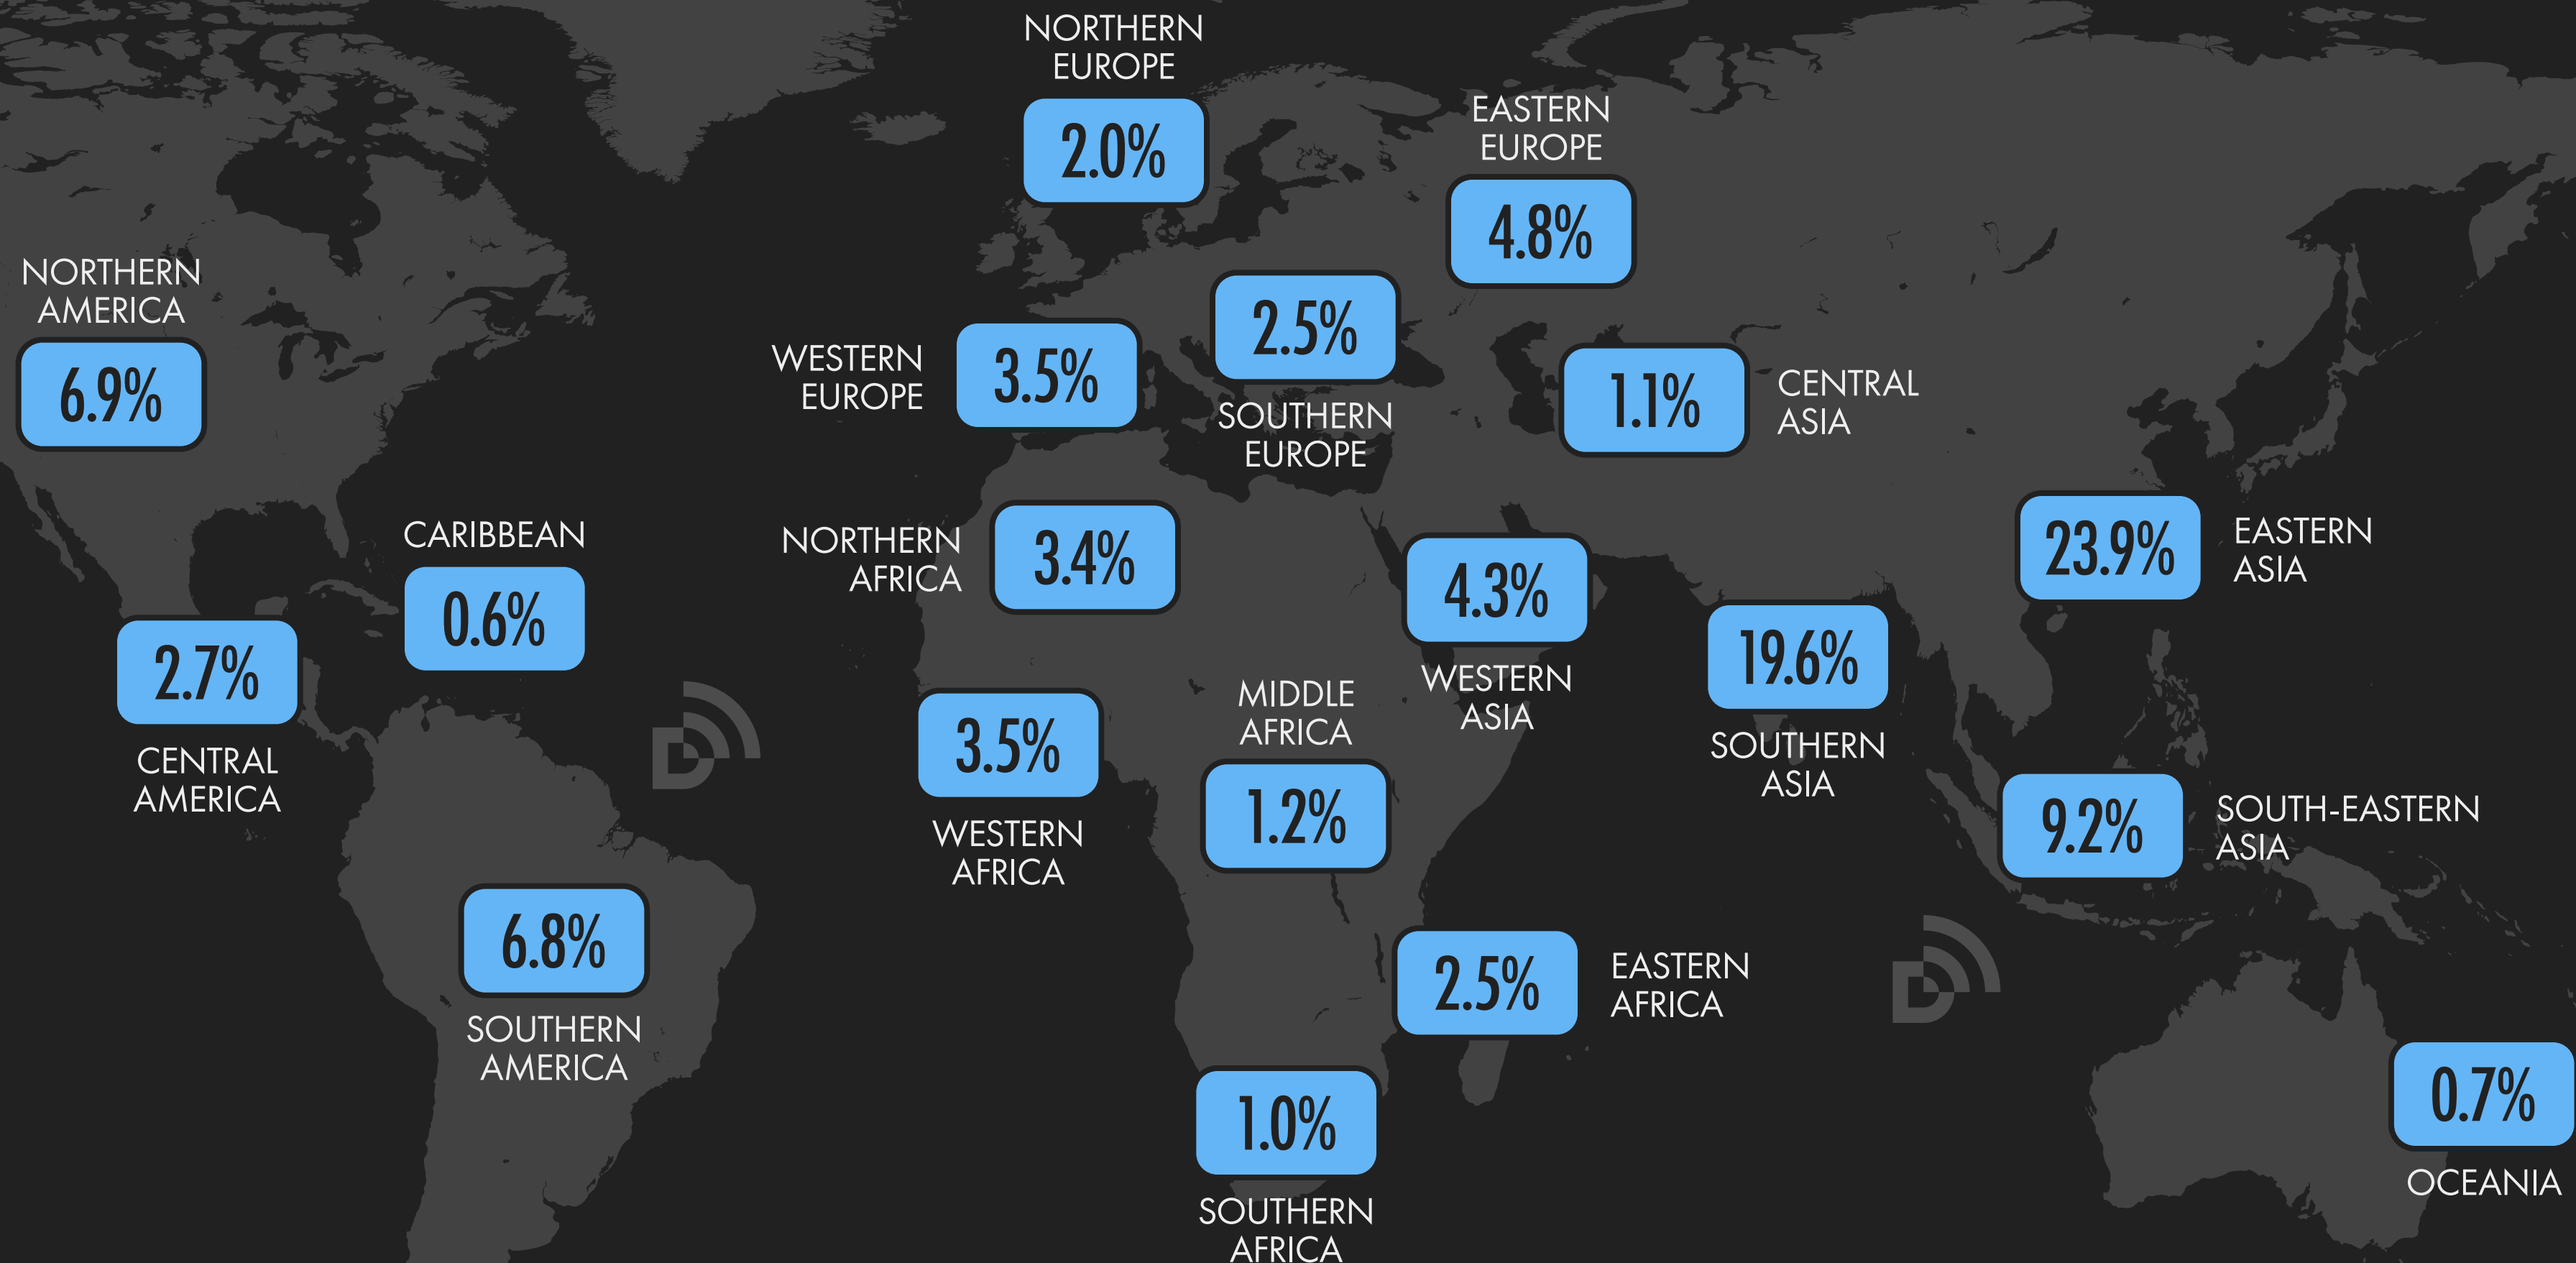 NORTHERN
EUROPE
2.0%
EASTERN
EUROPE
4.8%
NORTHERN
AMERICA
6.9%
WESTERN
EUROPE
3.5%
2.5%
SOUTHERN
EUROPE
1.1%
CENTRAL
ASIA
CARIBBEAN
0.6%
NORTHERN
AFRICA
3.4%
4.3%
WESTERN
ASIA
23.9%
EASTERN
ASIA
2.7%
CENTRAL
AMERICA
19.6%
SOUTHERN
ASIA
3.5%
WESTERN
AFRICA
MIDDLE
AFRICA
1.2%
9.2%
SOUTH-EASTERN
ASIA
6.8%
SOUTHERN
AMERICA
2.5%
EASTERN
AFRICA
1.0%
SOUTHERN
AFRICA
0.7%
OCEANIA